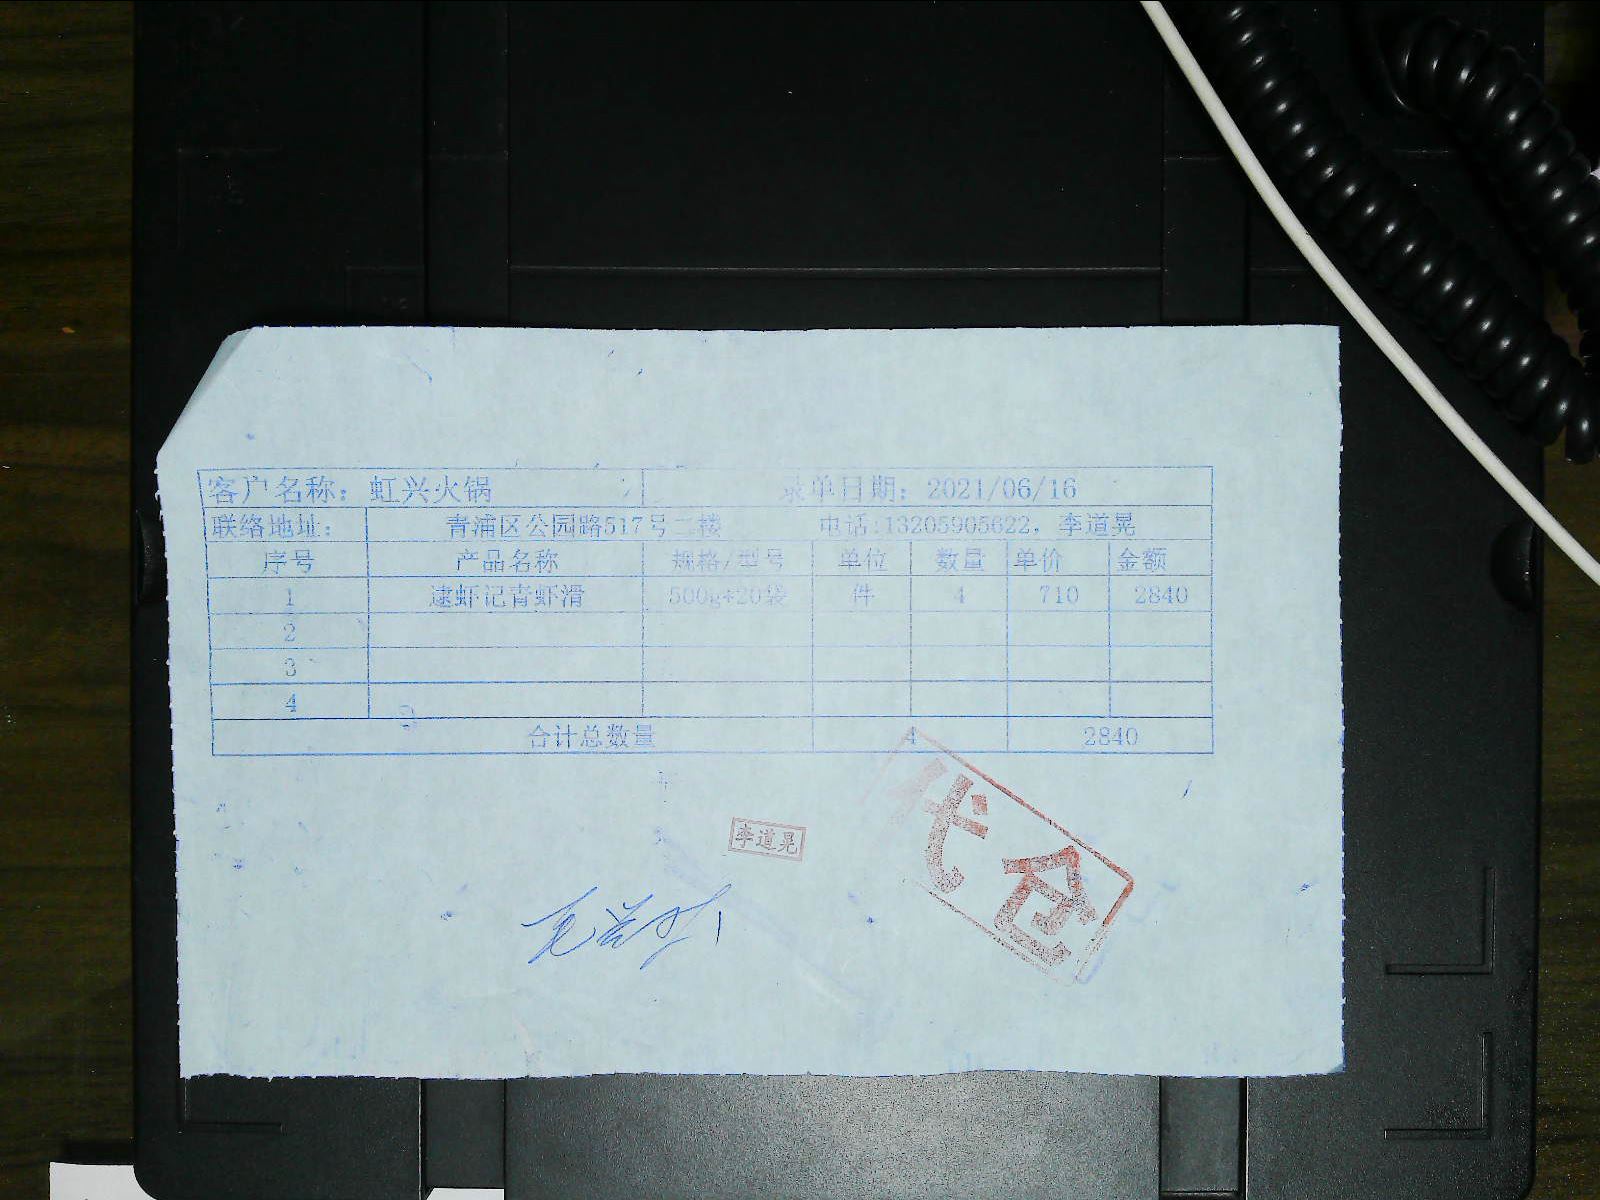 客户名称：虹兴火锅 录单日期：2021/06/16
联络地址： 青浦区公园路517号二楼 电话:13205905622，李道晃
序号 产品名称 规格/型号 单位 数量 单价 金额
1 逮虾记青虾滑 500g*20袋 件 4 710 2840
2
3
4
合计总数量 4 2840
李道晃
代仓